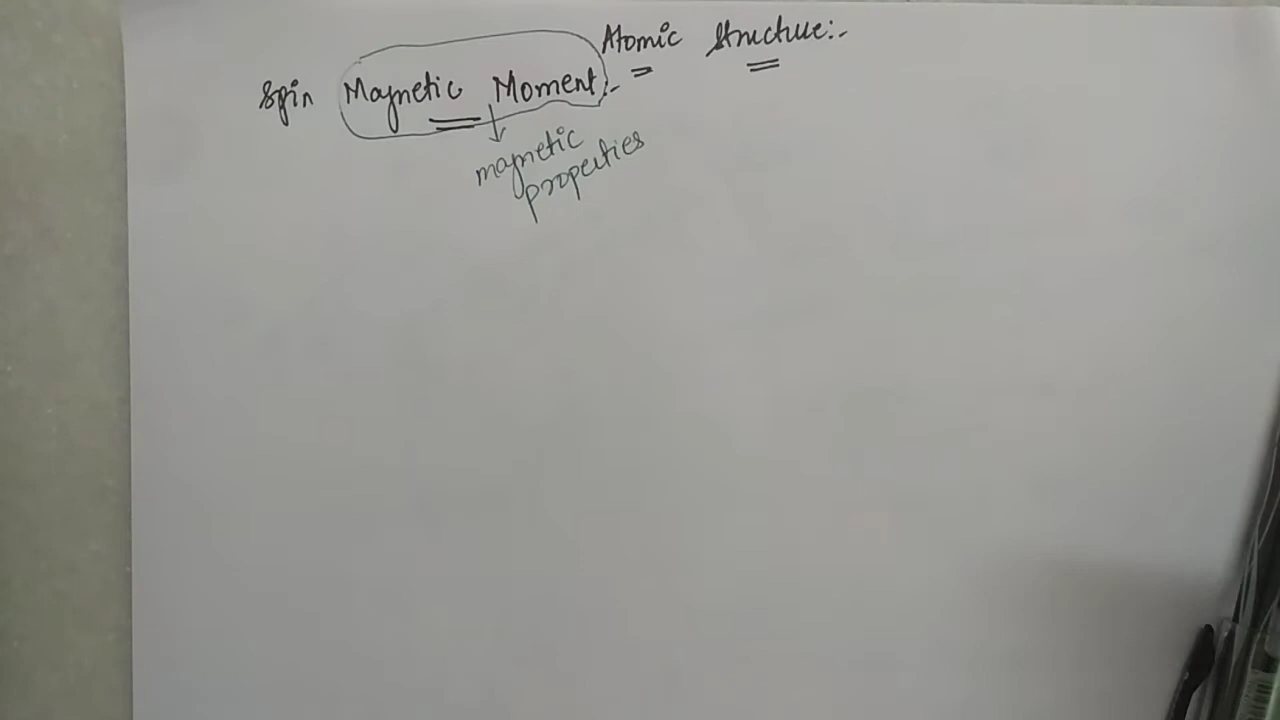 Atomic Structure:-
Spin Magnetic Moment:-
magnetic
properties